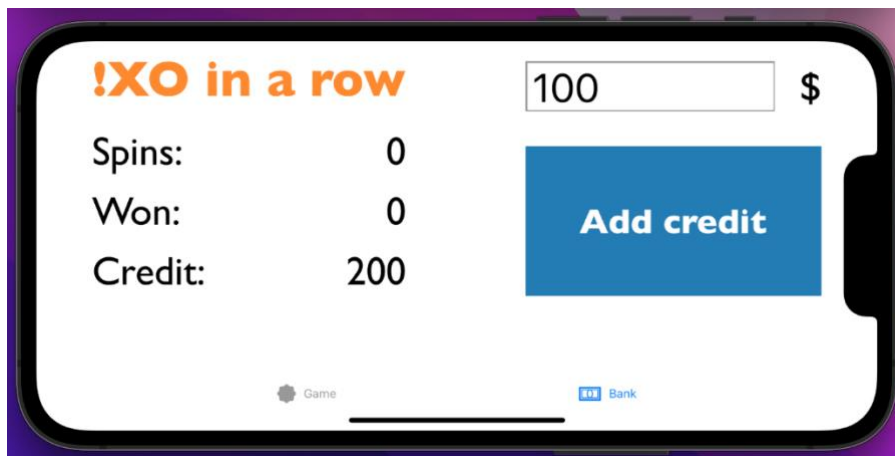 !XO in a row
Spins: 0
Won: 0
Credit: 200
100 $
Add credit
Game
Bank